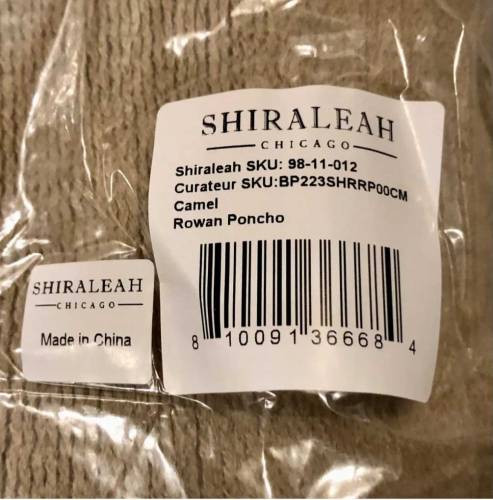 SHIRALEAH
CHICAGO
Shiraleah SKU: 98-11-012
Curateur SKU:BP223SHRRP00CM
Camel
Rowan Poncho
8 10091 36668 4
SHIRALEAH
CHICAGO
Made in China